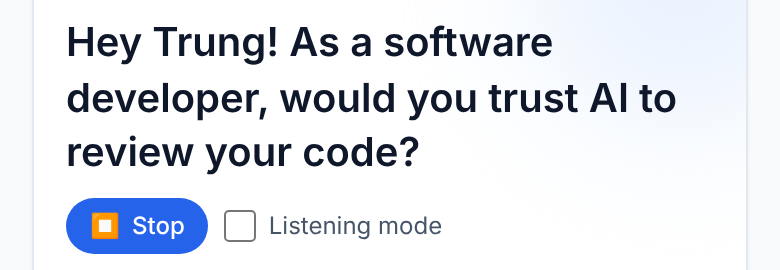 Hey Trung! As a software
developer, would you trust AI to
review your code?
Stop
Listening mode